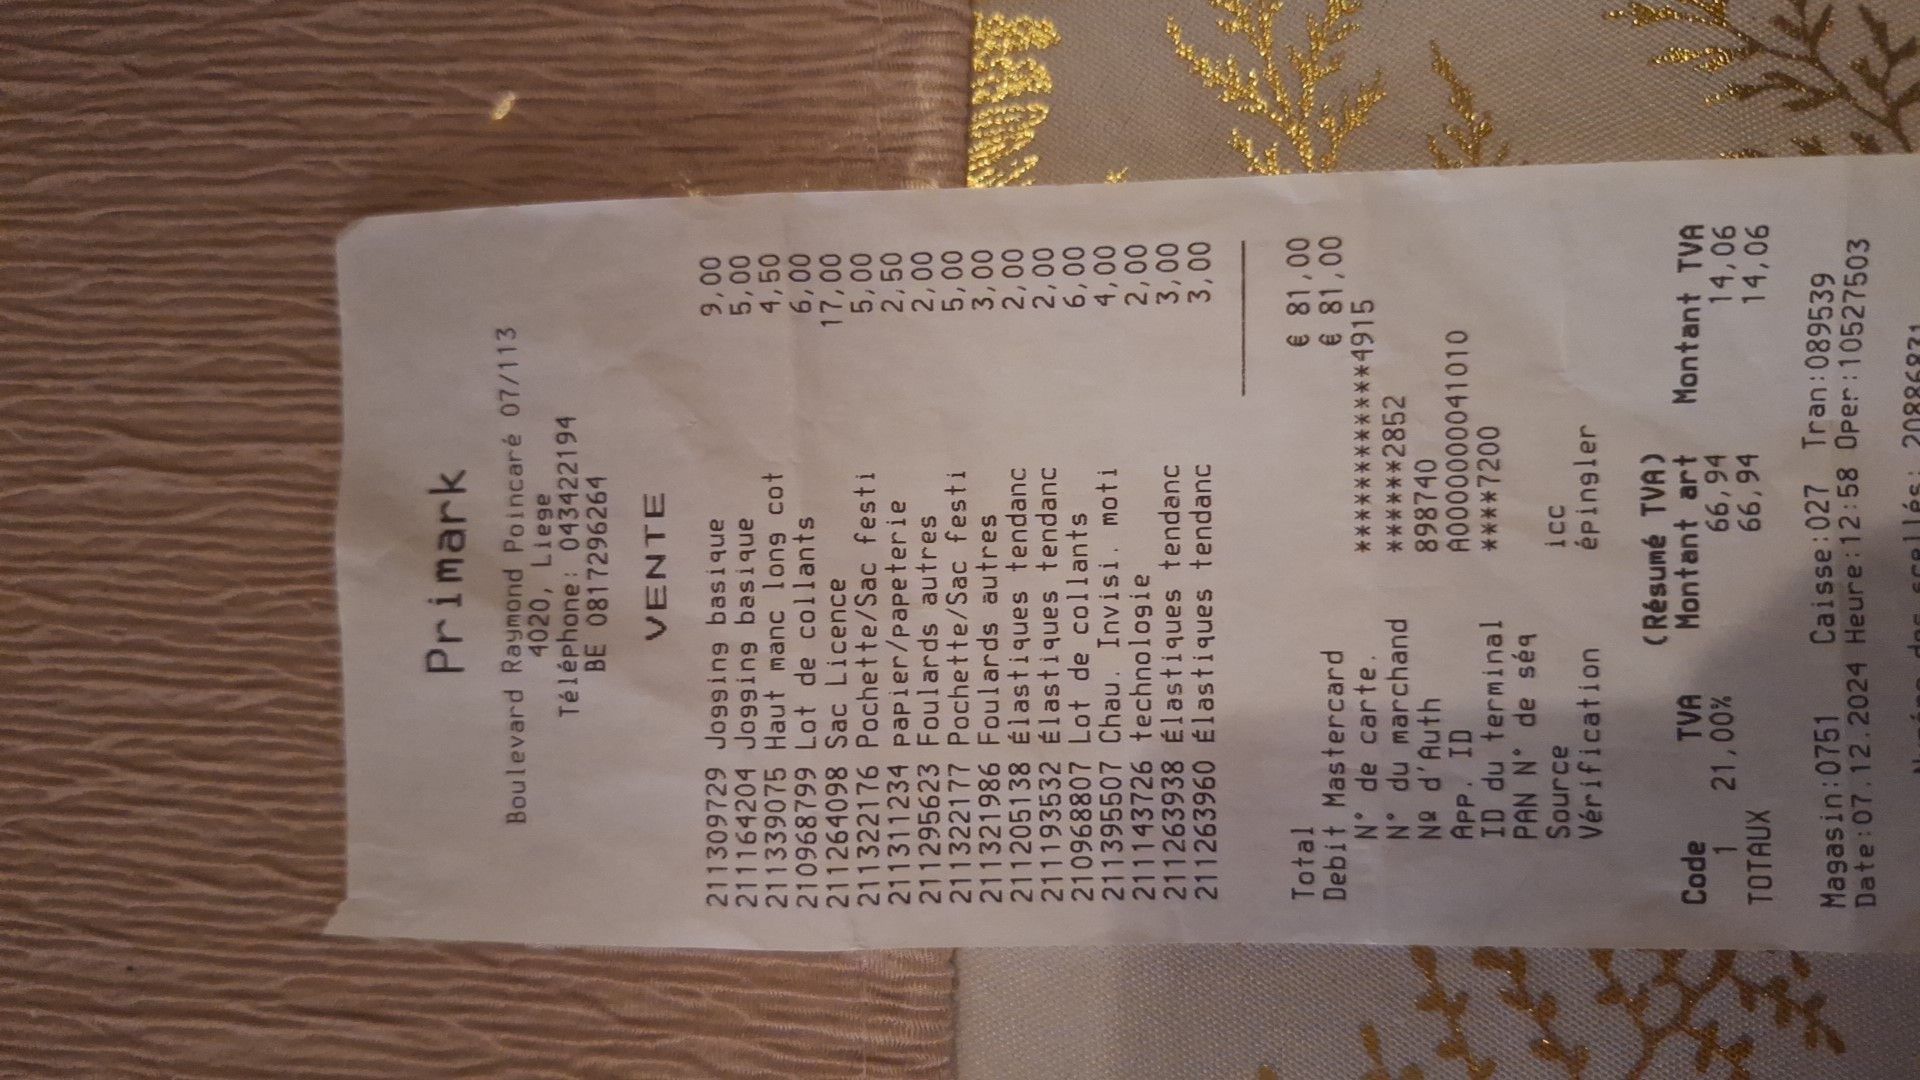 Primark
Boulevard Raymond Poincaré 07/113
4020, Liege
Téléphone: 043422194
BE 0817296264
VENTE
211309729 Jogging basique 9,00
211164204 Jogging basique 5,00
211339075 Haut manc long cot 4,50
210968799 Lot de collants 6,00
211264098 Sac Licence 17,00
211322176 Pochette/Sac festi 5,00
211311234 papier/papeterie 2,50
211295623 Foulards autres 2,00
211322177 Pochette/Sac festi 5,00
211321986 Foulards autres 3,00
211205138 Élastiques tendanc 2,00
211193532 Élastiques tendanc 2,00
210968807 Lot de collants 6,00
211395507 Chau. Invisi. moti 4,00
211143726 technologie 2,00
211263938 Élastiques tendanc 3,00
211263960 Élastiques tendanc 3,00
Total € 81,00
Debit Mastercard € 81,00
N° de carte. ***************4915
N° du marchand ******2852
Nº d'Auth 898740
App. ID A0000000041010
ID du terminal ****7200
PAN N° de séq
Source icc
Vérification épingler
(Résumé TVA)
Code TVA Montant art Montant TVA
1 21,00% 66,94 14,06
TOTAUX 66,94 14,06
Magasin:0751 Caisse:027 Tran:089539
Date:07.12.2024 Heure:12:58 Oper:10527503
des scellés: 20886831